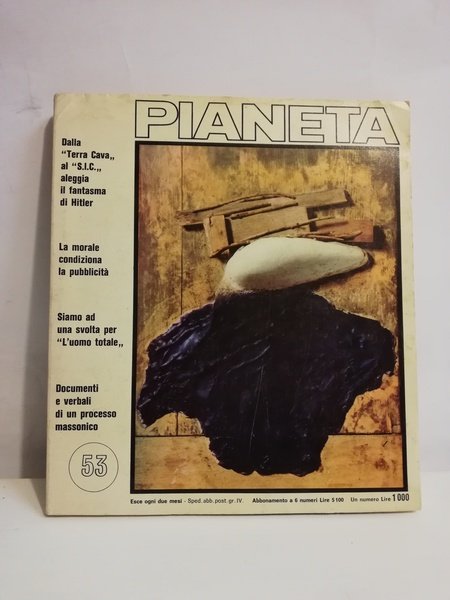 PIANETA
Dalla
"Terra Cava„
al "S.I.C.„
aleggia
il fantasma
di Hitler
La morale
condiziona
la pubblicità
Siamo ad
una svolta per
"L'uomo totale„
Documenti
e verbali
di un processo
massonico
53
Esce ogni due mesi - Sped. abb. post. gr. IV. Abbonamento a 6 numeri Lire 5100 Un numero Lire 1000